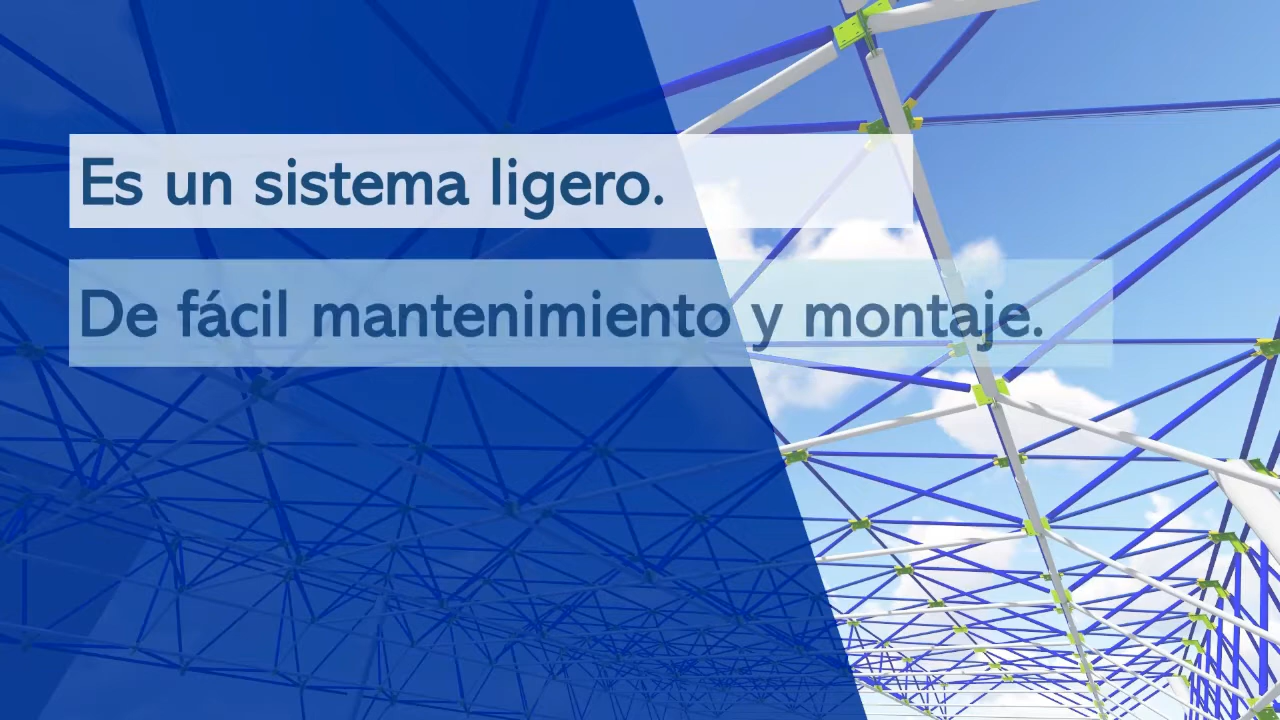 Es un sistema ligero.
De fácil mantenimiento y montaje.